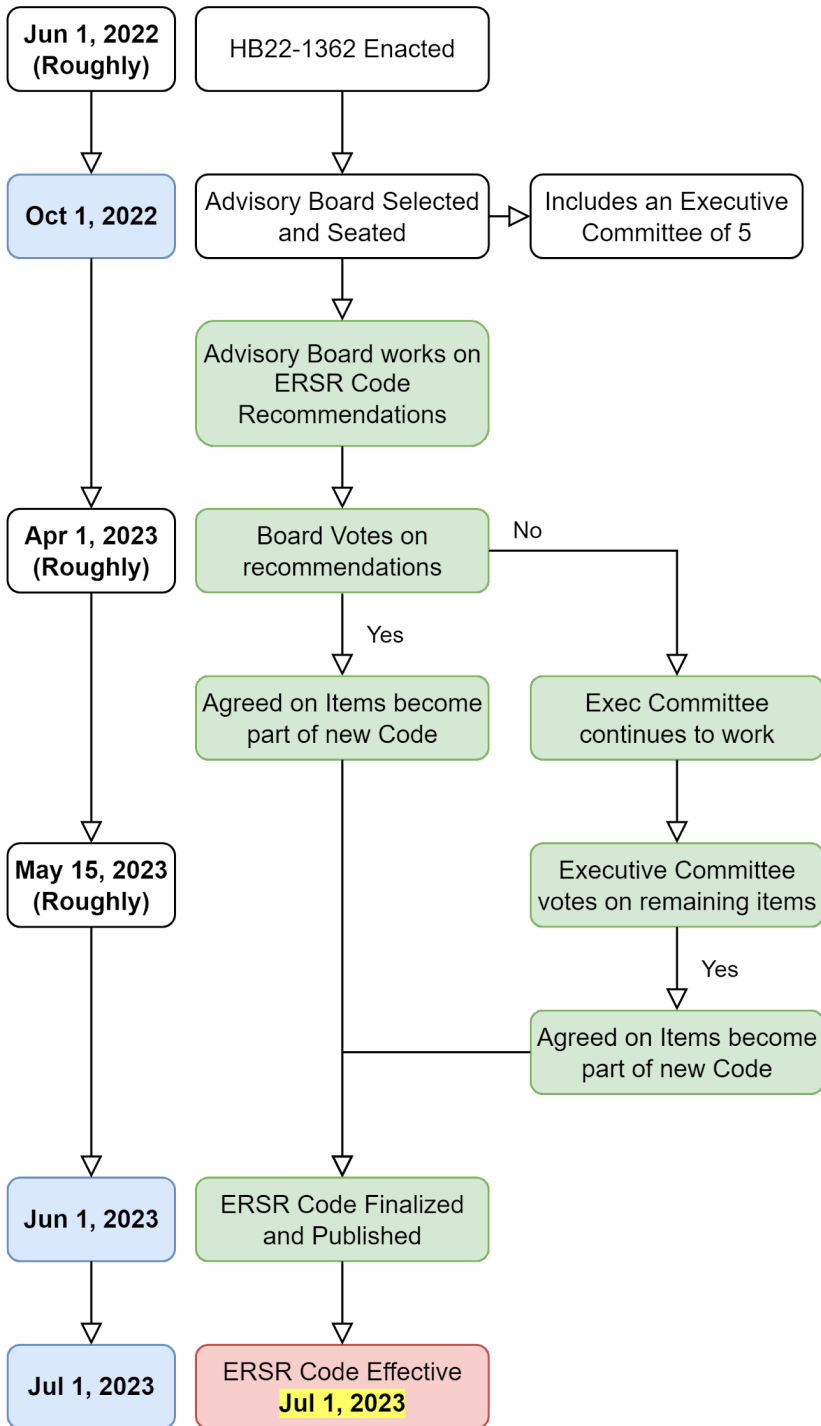 Jun 1, 2022
(Roughly)
HB22-1362 Enacted
Oct 1, 2022
Advisory Board Selected
and Seated
Includes an Executive
Committee of 5
Advisory Board works on
ERSR Code
Recommendations
Apr 1, 2023
(Roughly)
Board Votes on
recommendations
No
Yes
Agreed on Items become
part of new Code
Exec Committee
continues to work
May 15, 2023
(Roughly)
Executive Committee
votes on remaining items
Yes
Agreed on Items become
part of new Code
Jun 1, 2023
ERSR Code Finalized
and Published
Jul 1, 2023
ERSR Code Effective
Jul 1, 2023